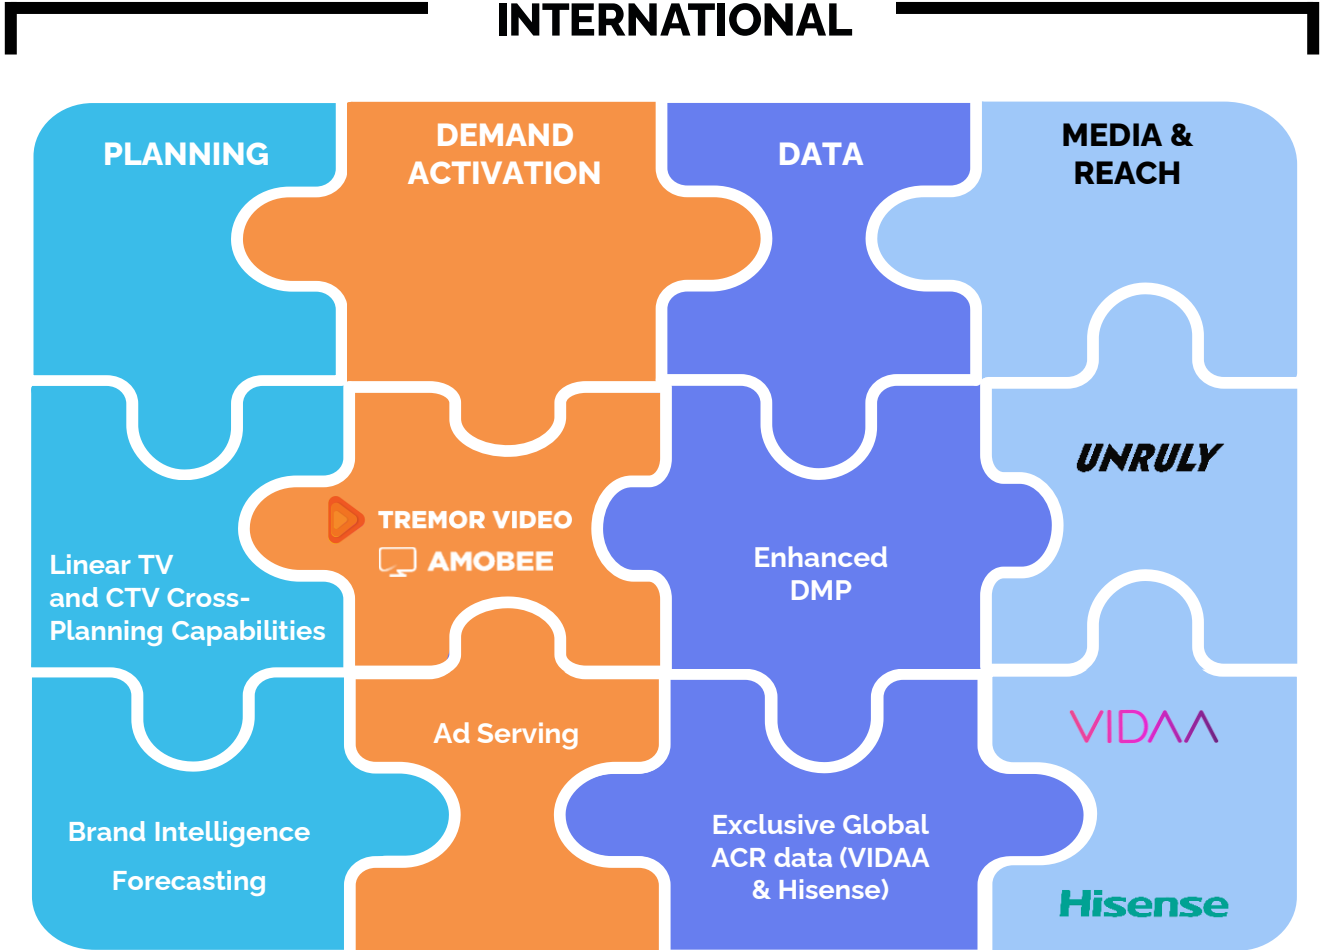 INTERNATIONAL
PLANNING
DEMAND
ACTIVATION
DATA
MEDIA &
REACH
Linear TV
and CTV Cross-
Planning Capabilities
TREMOR VIDEO
AMOBEE
Enhanced
DMP
UNRULY
Brand Intelligence
Forecasting
Ad Serving
Exclusive Global
ACR data (VIDAA
& Hisense)
VIDAA
Hisense